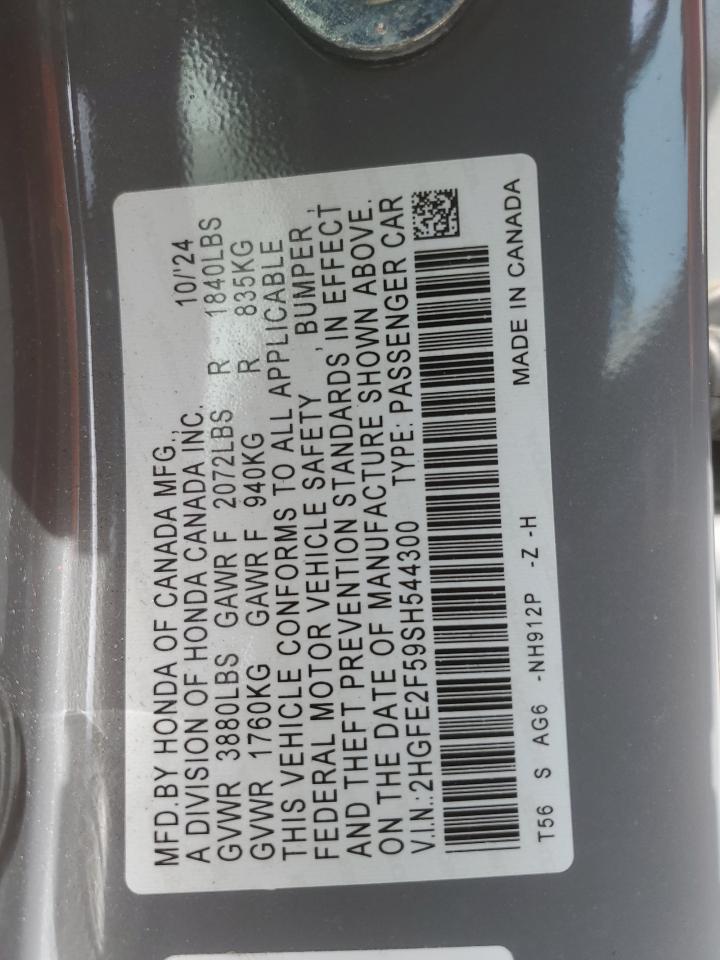 MFD.BY HONDA OF CANADA MFG., 10/'24
A DIVISION OF HONDA CANADA INC.
GVWR 3880LBS GAWR F 2072LBS R 1840LBS
GVWR 1760KG GAWR F 940KG R 835KG
THIS VEHICLE CONFORMS TO ALL APPLICABLE
FEDERAL MOTOR VEHICLE SAFETY , BUMPER ,
AND THEFT PREVENTION STANDARDS IN EFFECT
ON THE DATE OF MANUFACTURE SHOWN ABOVE.
V.I.N.:2HGFE2F59SH544300 TYPE: PASSENGER CAR
T56 S AG6 -NH912P -Z -H MADE IN CANADA